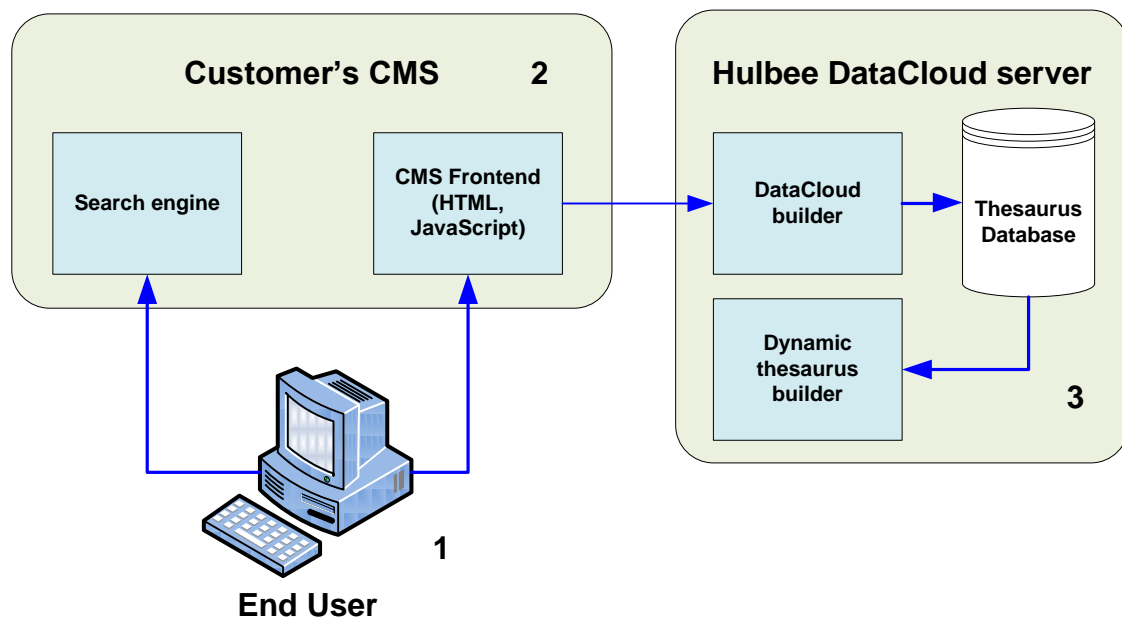 Customer's CMS 2
Hulbee DataCloud server
Search engine
CMS Frontend
(HTML,
JavaScript)
DataCloud
builder
Thesaurus
Database
Dynamic
thesaurus
builder
3
1
End User